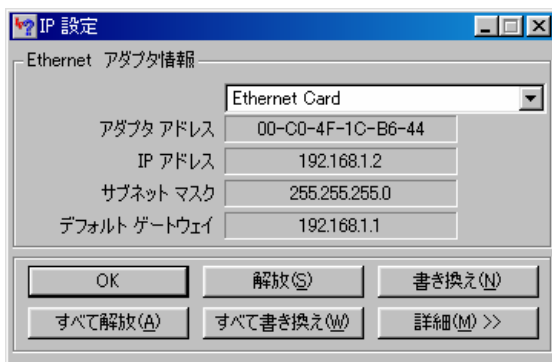 IP 設定
Ethernet アダプタ情報
Ethernet Card
アダプタ アドレス 00-C0-4F-1C-B6-44
IP アドレス 192.168.1.2
サブネット マスク 255.255.255.0
デフォルト ゲートウェイ 192.168.1.1
OK 解放(S) 書き換え(N)
すべて解放(A) すべて書き換え(W) 詳細(M) >>